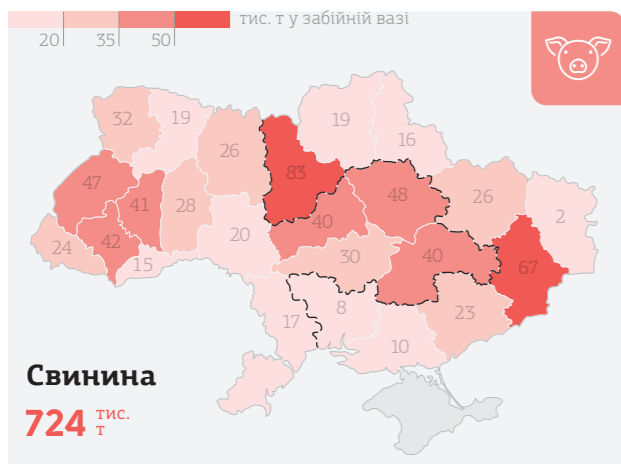 тис. т у забійній вазі
20 35 50
32 19 26 19 16
47 41 28 83 48 26 2
24 42 15 20 40 30 40 67
17 8 10 23
Свинина
724 тис. т